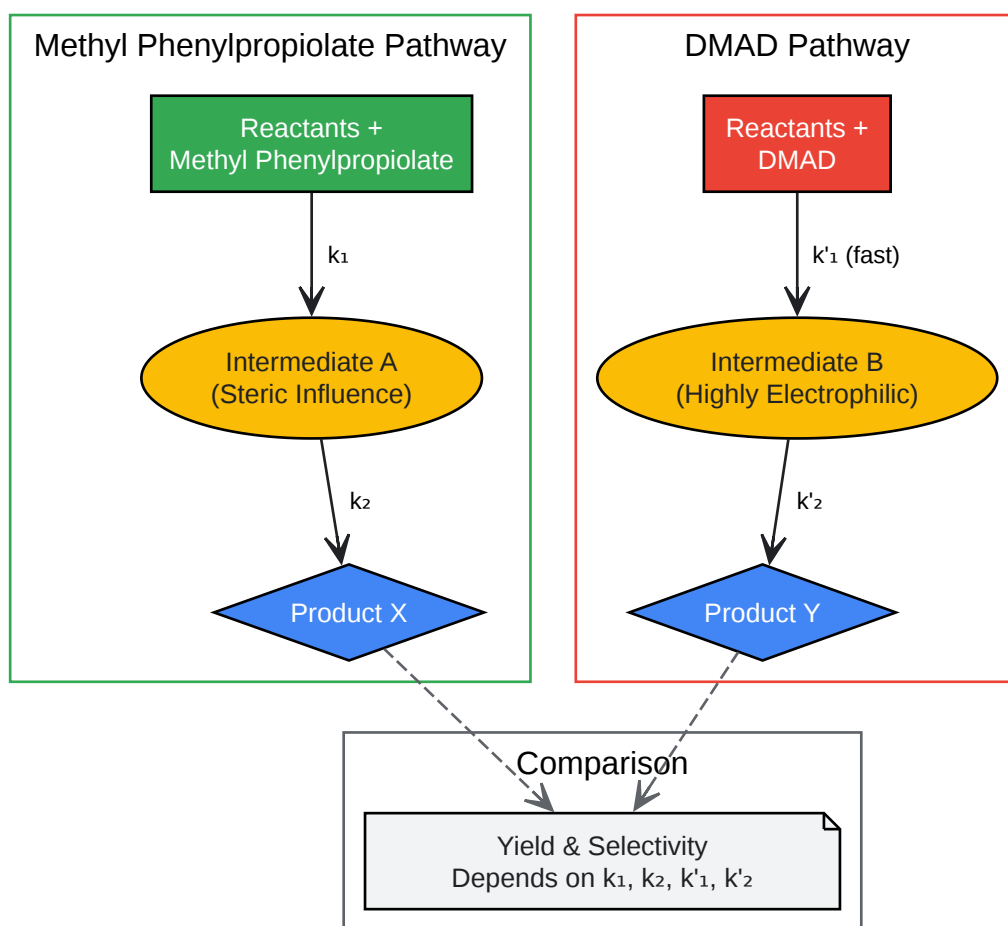 Methyl Phenylpropiolate Pathway
Reactants +
Methyl Phenylpropiolate
k₁
Intermediate A
(Steric Influence)
k₂
Product X
DMAD Pathway
Reactants +
DMAD
k'₁ (fast)
Intermediate B
(Highly Electrophilic)
k'₂
Product Y
Comparison
Yield & Selectivity
Depends on k₁, k₂, k'₁, k'₂